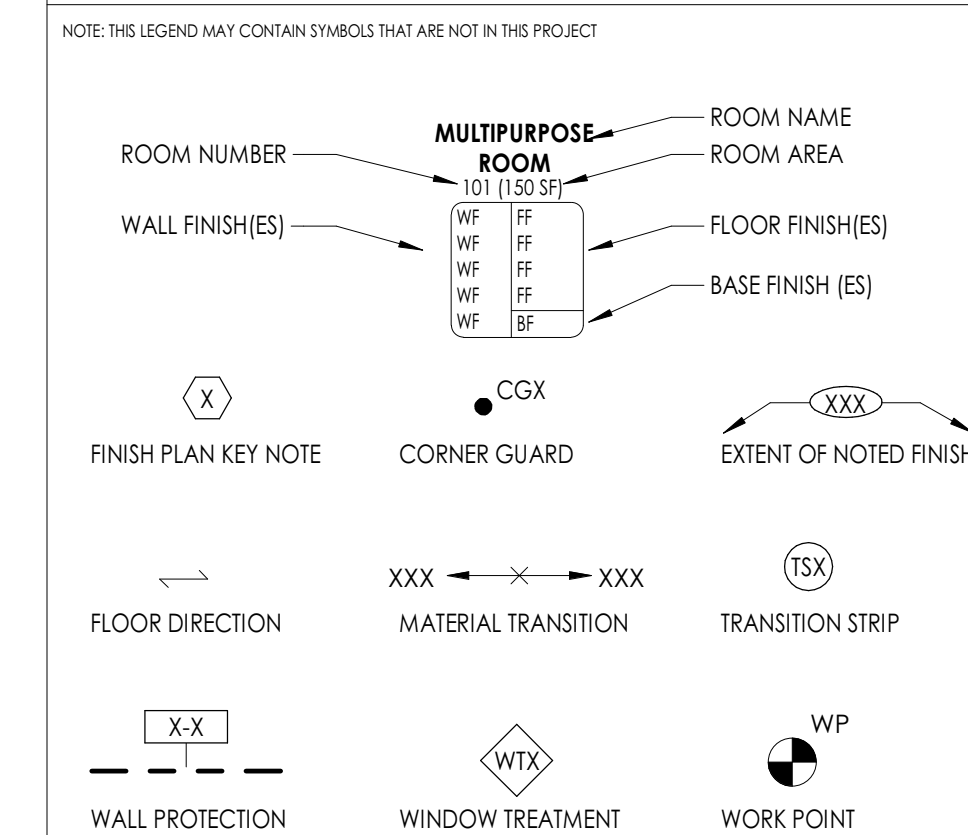 NOTE: THIS LEGEND MAY CONTAIN SYMBOLS THAT ARE NOT IN THIS PROJECT
ROOM NAME
MULTIPURPOSE
ROOM
ROOM NUMBER
ROOM AREA
101 (150 SF)
WALL FINISH(ES)
WF FF
WF FF
WF FF
WF FF
WF BF
FLOOR FINISH(ES)
BASE FINISH (ES)
X
FINISH PLAN KEY NOTE
CGX
CORNER GUARD
XXX
EXTENT OF NOTED FINISH
FLOOR DIRECTION
XXX XXX
MATERIAL TRANSITION
TSX
TRANSITION STRIP
X-X
WALL PROTECTION
WTX
WINDOW TREATMENT
WP
WORK POINT